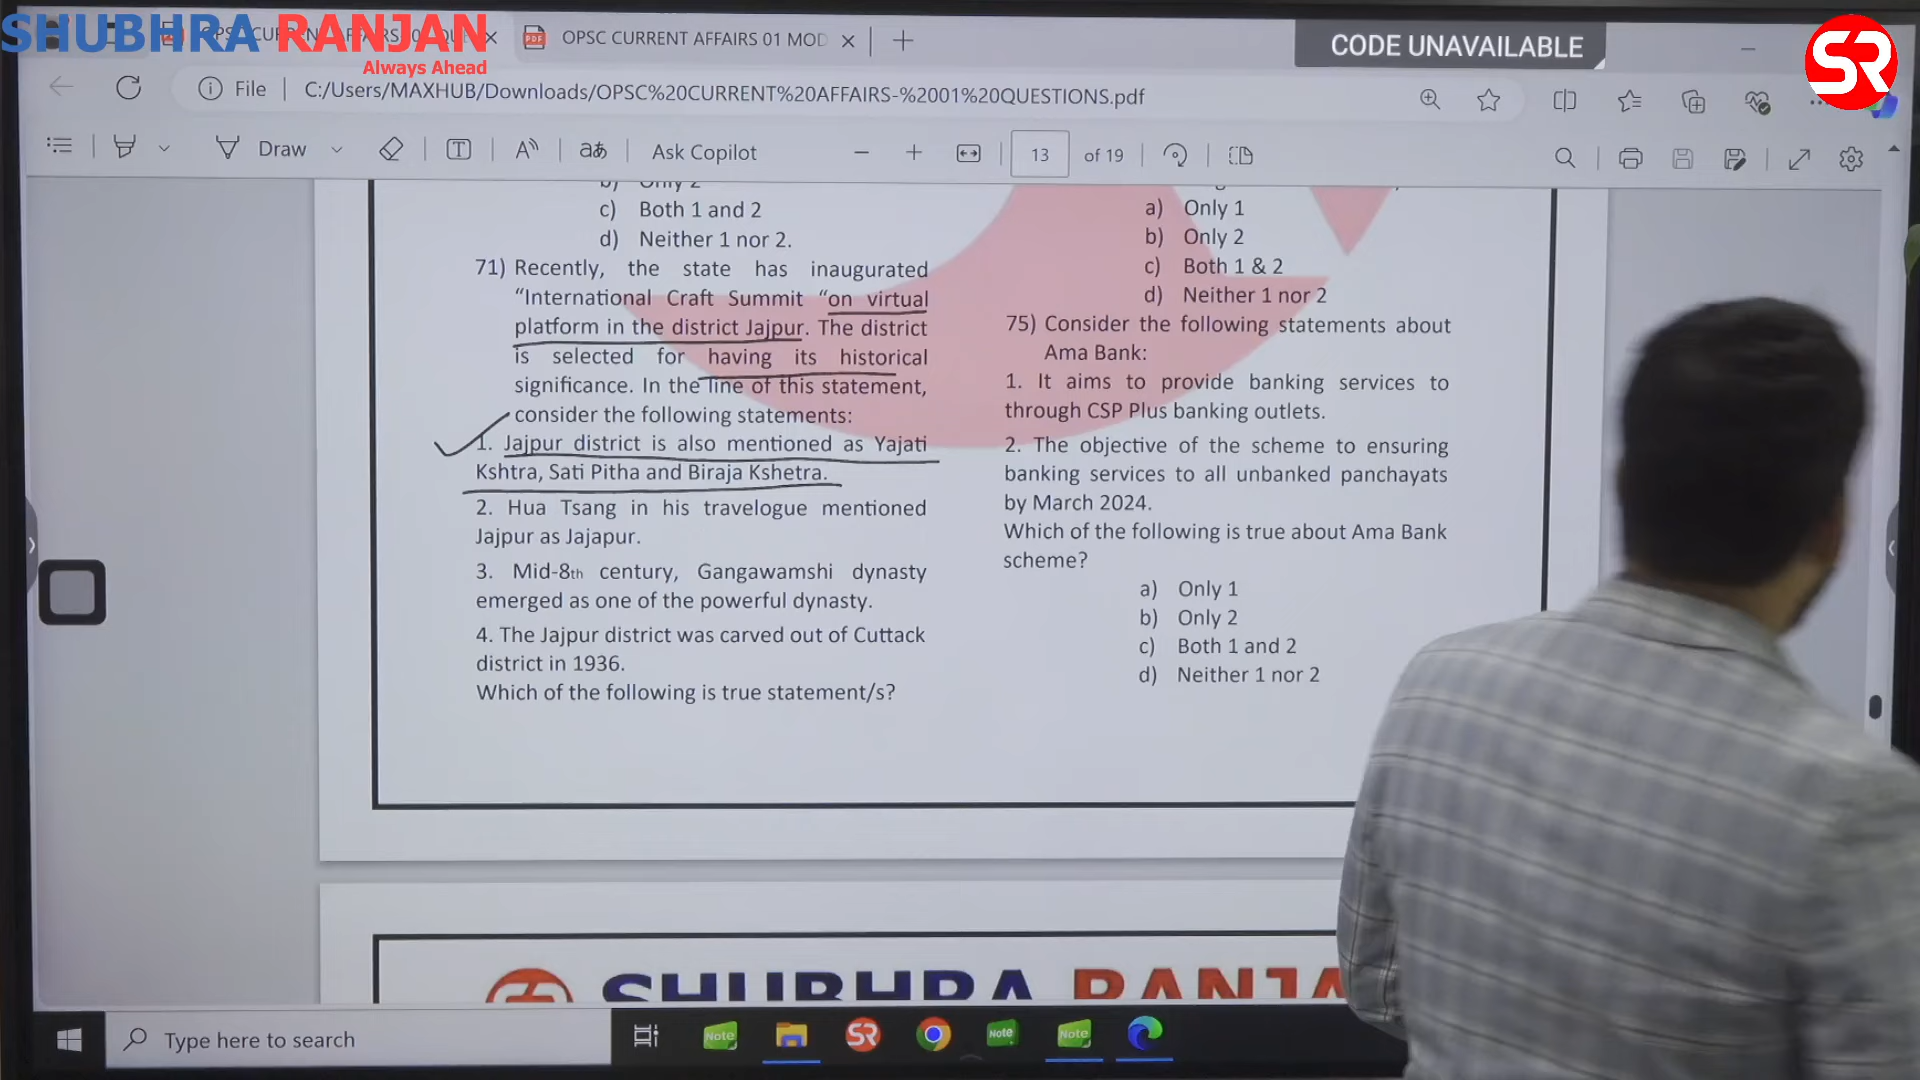 SHUBHRA RANJAN
Always Ahead
OPSC CURRENT AFFAIRS 01 MOD
CODE UNAVAILABLE
SR
File
C:/Users/MAXHUB/Downloads/OPSC%20CURRENT%20AFFAIRS-%2001%20QUESTIONS.pdf
Draw
Ask Copilot
13 of 19
b) Only 2
c) Both 1 and 2
d) Neither 1 nor 2.
71) Recently, the state has inaugurated
“International Craft Summit “on virtual
platform in the district Jajpur. The district
is selected for having its historical
significance. In the line of this statement,
consider the following statements:
1. Jajpur district is also mentioned as Yajati
Kshtra, Sati Pitha and Biraja Kshetra.
2. Hua Tsang in his travelogue mentioned
Jajpur as Jajapur.
3. Mid-8th century, Gangawamshi dynasty
emerged as one of the powerful dynasty.
4. The Jajpur district was carved out of Cuttack
district in 1936.
Which of the following is true statement/s?
a) Only 1
b) Only 2
c) Both 1 & 2
d) Neither 1 nor 2
75) Consider the following statements about
Ama Bank:
1. It aims to provide banking services to
through CSP Plus banking outlets.
2. The objective of the scheme to ensuring
banking services to all unbanked panchayats
by March 2024.
Which of the following is true about Ama Bank
scheme?
a) Only 1
b) Only 2
c) Both 1 and 2
d) Neither 1 nor 2
SHUBHRA RANJA
Type here to search
Note
SR
Note
Note